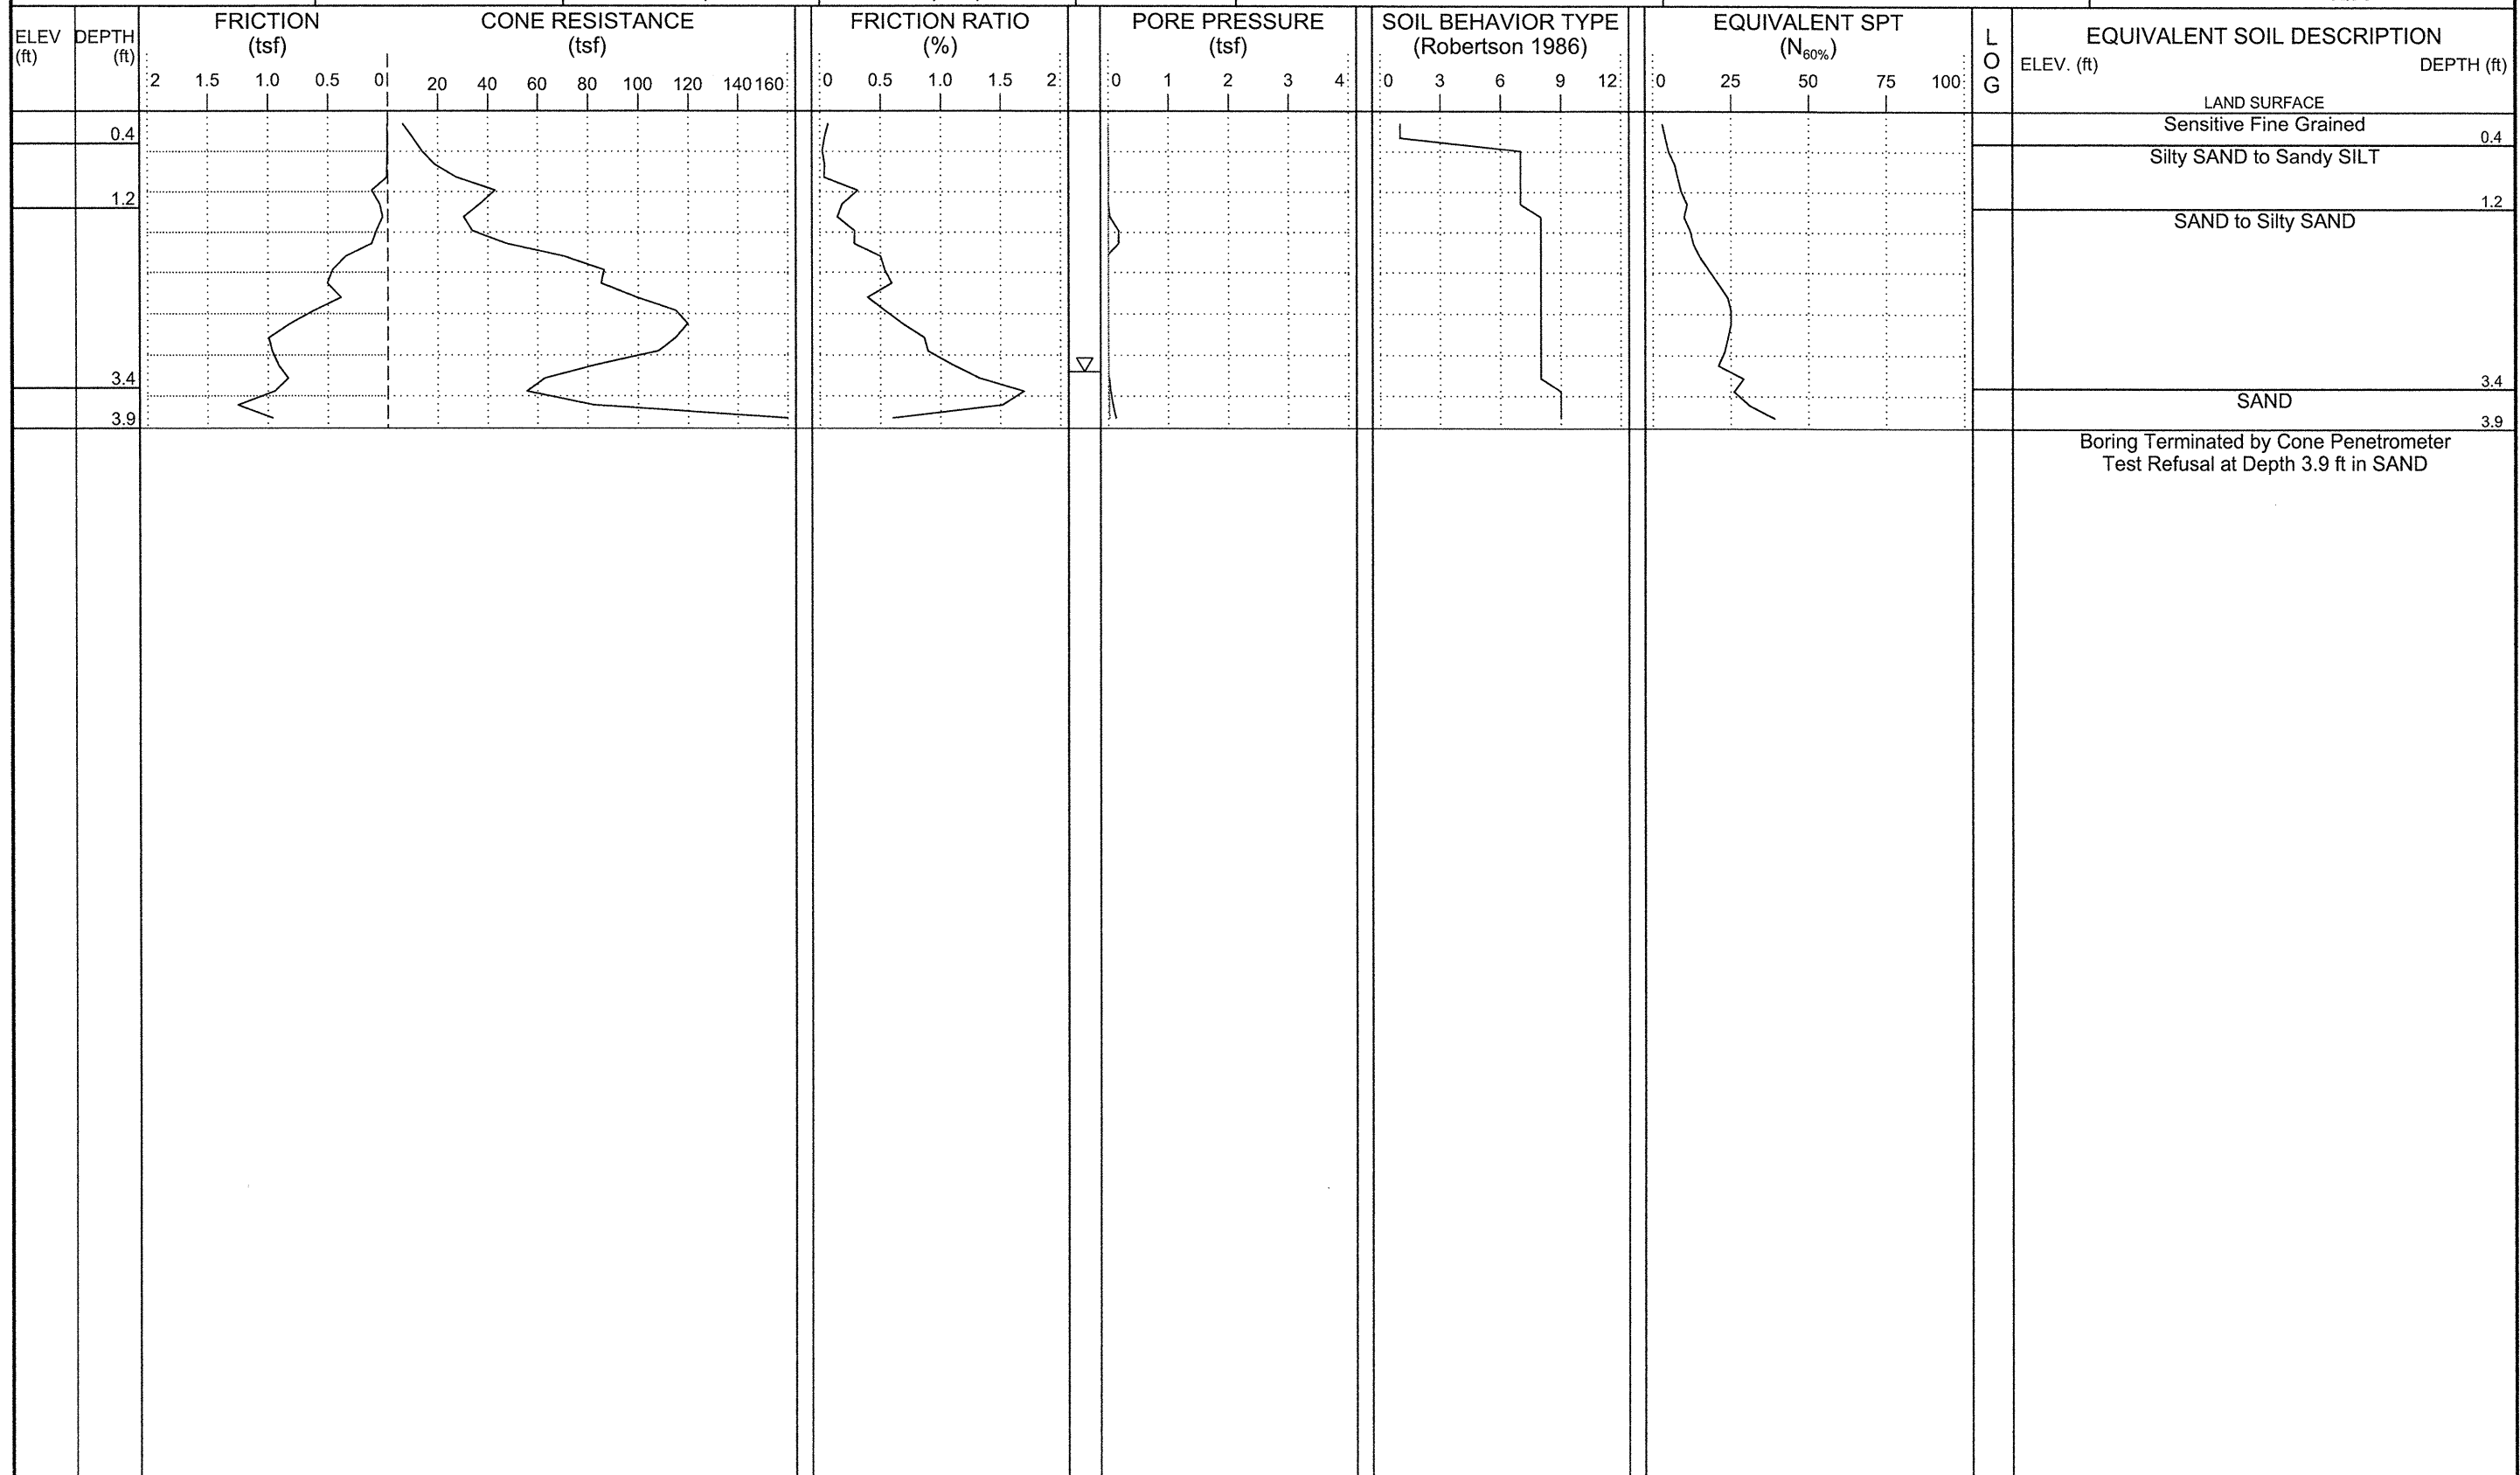 ELEV
(ft)
DEPTH
(ft)
FRICTION
(tsf)
2 1.5 1.0 0.5 0
CONE RESISTANCE
(tsf)
20 40 60 80 100 120 140 160
FRICTION RATIO
(%)
0 0.5 1.0 1.5 2
PORE PRESSURE
(tsf)
0 1 2 3 4
SOIL BEHAVIOR TYPE
(Robertson 1986)
0 3 6 9 12
EQUIVALENT SPT
(N60%)
0 25 50 75 100
L
O
G
EQUIVALENT SOIL DESCRIPTION
ELEV. (ft) DEPTH (ft)
LAND SURFACE
Sensitive Fine Grained
0.4 0.4
Silty SAND to Sandy SILT
1.2 1.2
SAND to Silty SAND
3.4 3.4
SAND
3.9 3.9
Boring Terminated by Cone Penetrometer
Test Refusal at Depth 3.9 ft in SAND